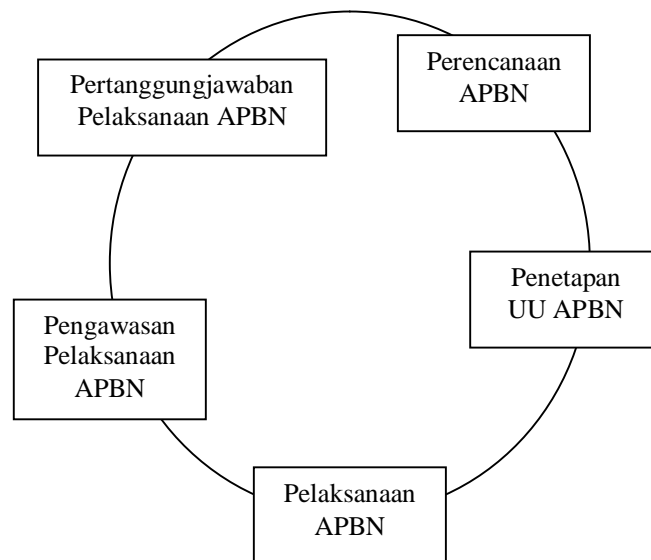 Pertanggungjawaban
Pelaksanaan APBN
Perencanaan
APBN
Penetapan
UU APBN
Pengawasan
Pelaksanaan
APBN
Pelaksanaan
APBN